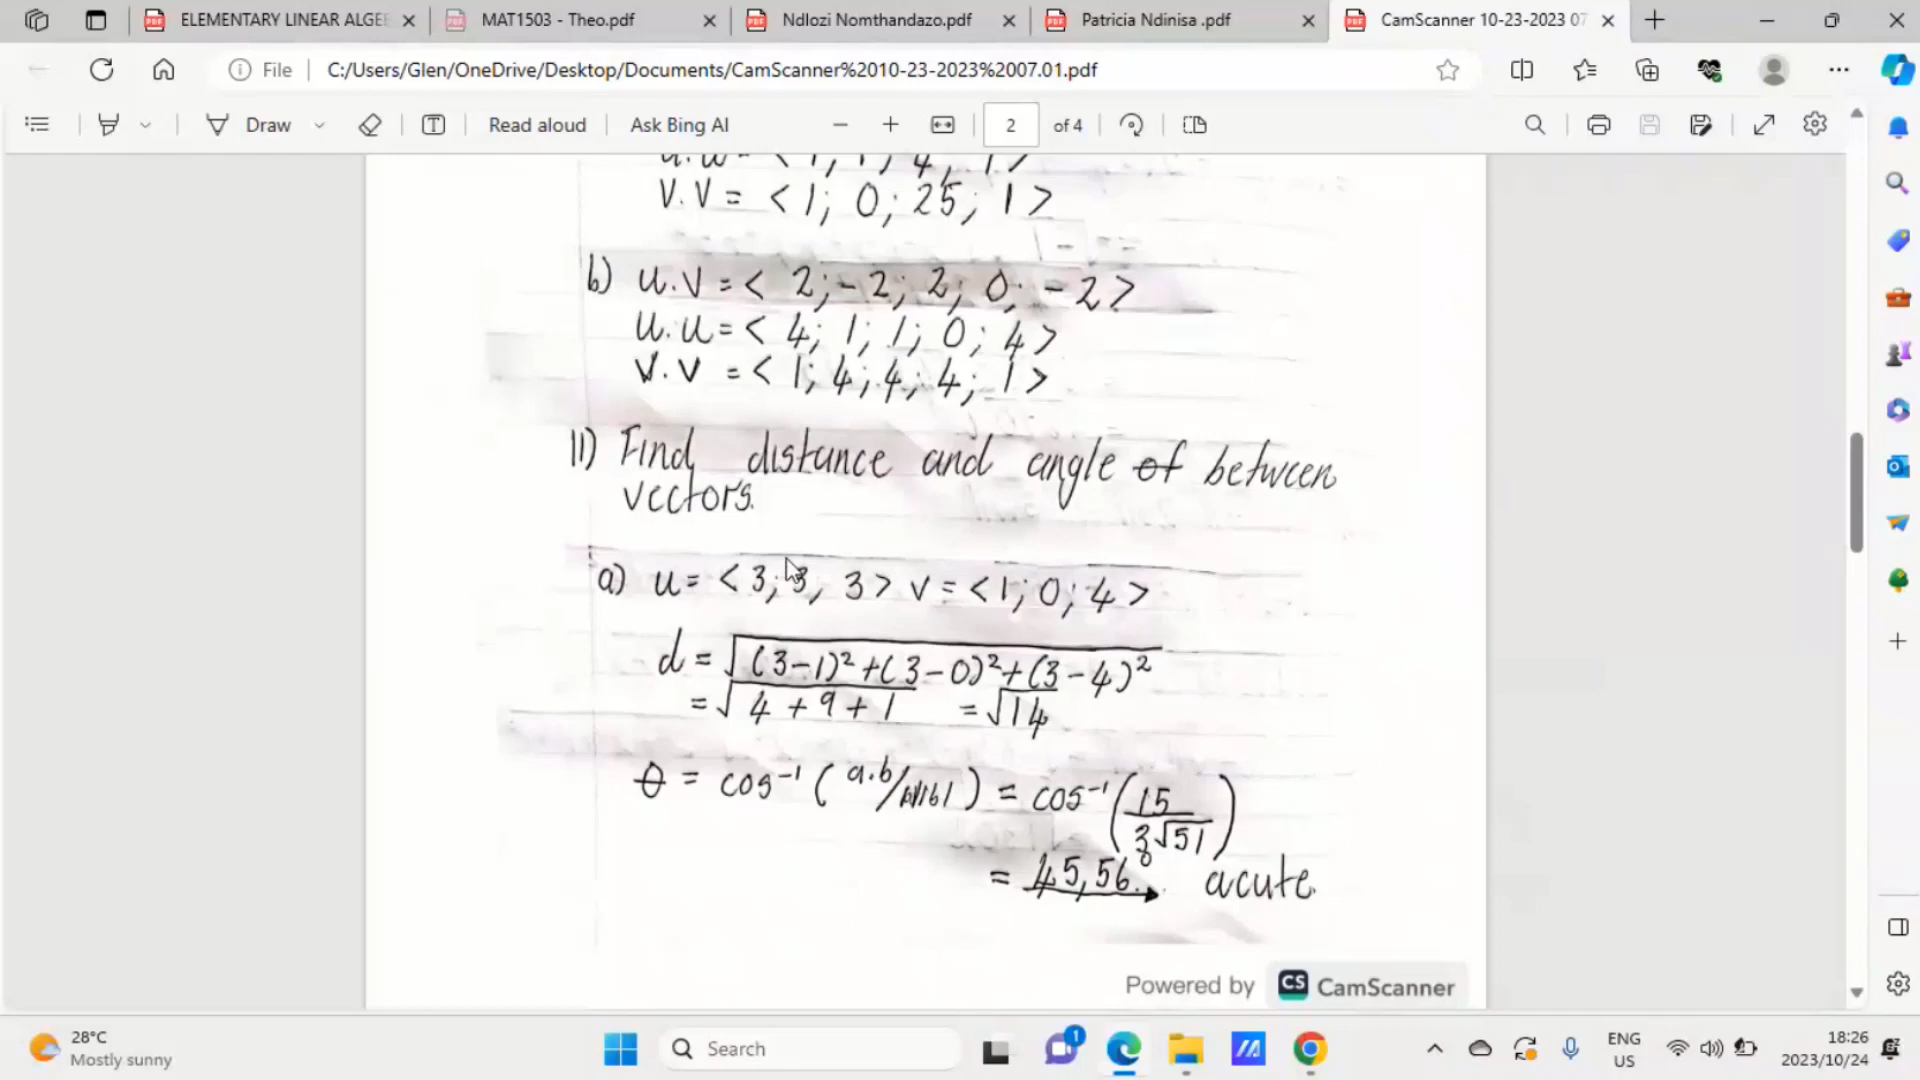 ELEMENTARY LINEAR ALGE
MAT1503 - Theo.pdf
Ndlozi Nomthandazo.pdf
Patricia Ndinisa .pdf
CamScanner 10-23-2023 07
File
C:/Users/Glen/OneDrive/Desktop/Documents/CamScanner%2010-23-2023%2007.01.pdf
Draw
Read aloud
Ask Bing AI
2
of 4
V.V = < 1; 0; 25; 1 >
b) u.v = < 2; -2; 2; 0; -2 >
u.u = < 4; 1; 1; 0; 4 >
v.v = < 1; 4; 4; 4; 1 >
11) Find distance and angle of between
vectors.
a) u = < 3; 3, 3 > v = < 1; 0; 4 >
d = √(3-1)² + (3-0)² + (3-4)²
= √4 + 9 + 1 = √14
θ = cos⁻¹ ( a.b/|a||b| ) = cos⁻¹ ( 15 / 3√51 )
= 45,56° acute.
Powered by CS CamScanner
28°C
Mostly sunny
Search
1
ENG
US
18:26
2023/10/24